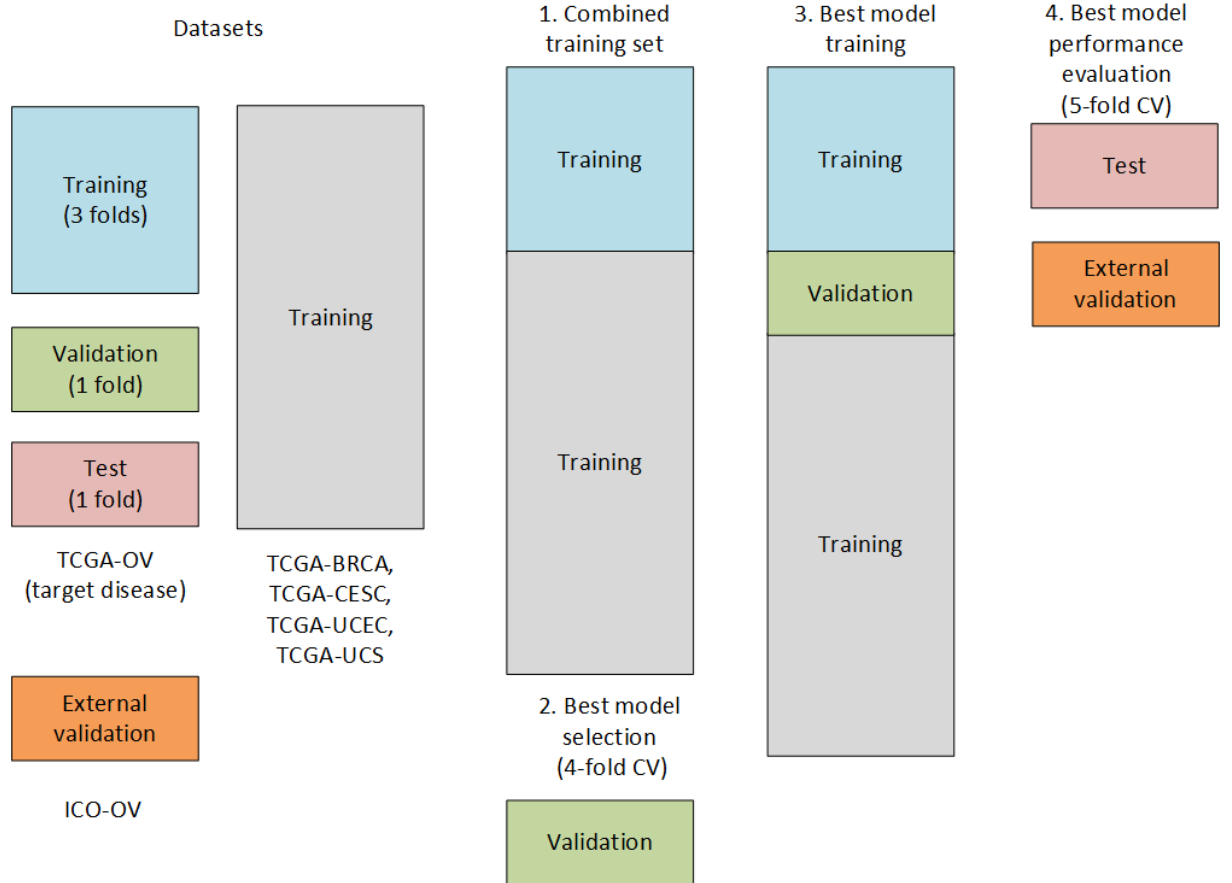 Datasets
Training
(3 folds)
Validation
(1 fold)
Test
(1 fold)
TCGA-OV
(target disease)
External
validation
ICO-OV
Training
TCGA-BRCA,
TCGA-CESC,
TCGA-UCEC,
TCGA-UCS
1. Combined
training set
Training
Training
2. Best model
selection
(4-fold CV)
Validation
3. Best model
training
Training
Validation
Training
4. Best model
performance
evaluation
(5-fold CV)
Test
External
validation